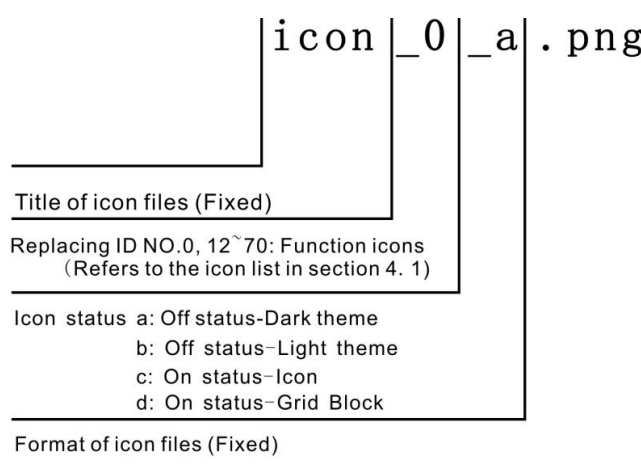 icon_0_a.png
Title of icon files (Fixed)
Replacing ID NO.0, 12~70: Function icons
(Refers to the icon list in section 4. 1)
Icon status a: Off status-Dark theme
b: Off status-Light theme
c: On status-Icon
d: On status-Grid Block
Format of icon files (Fixed)